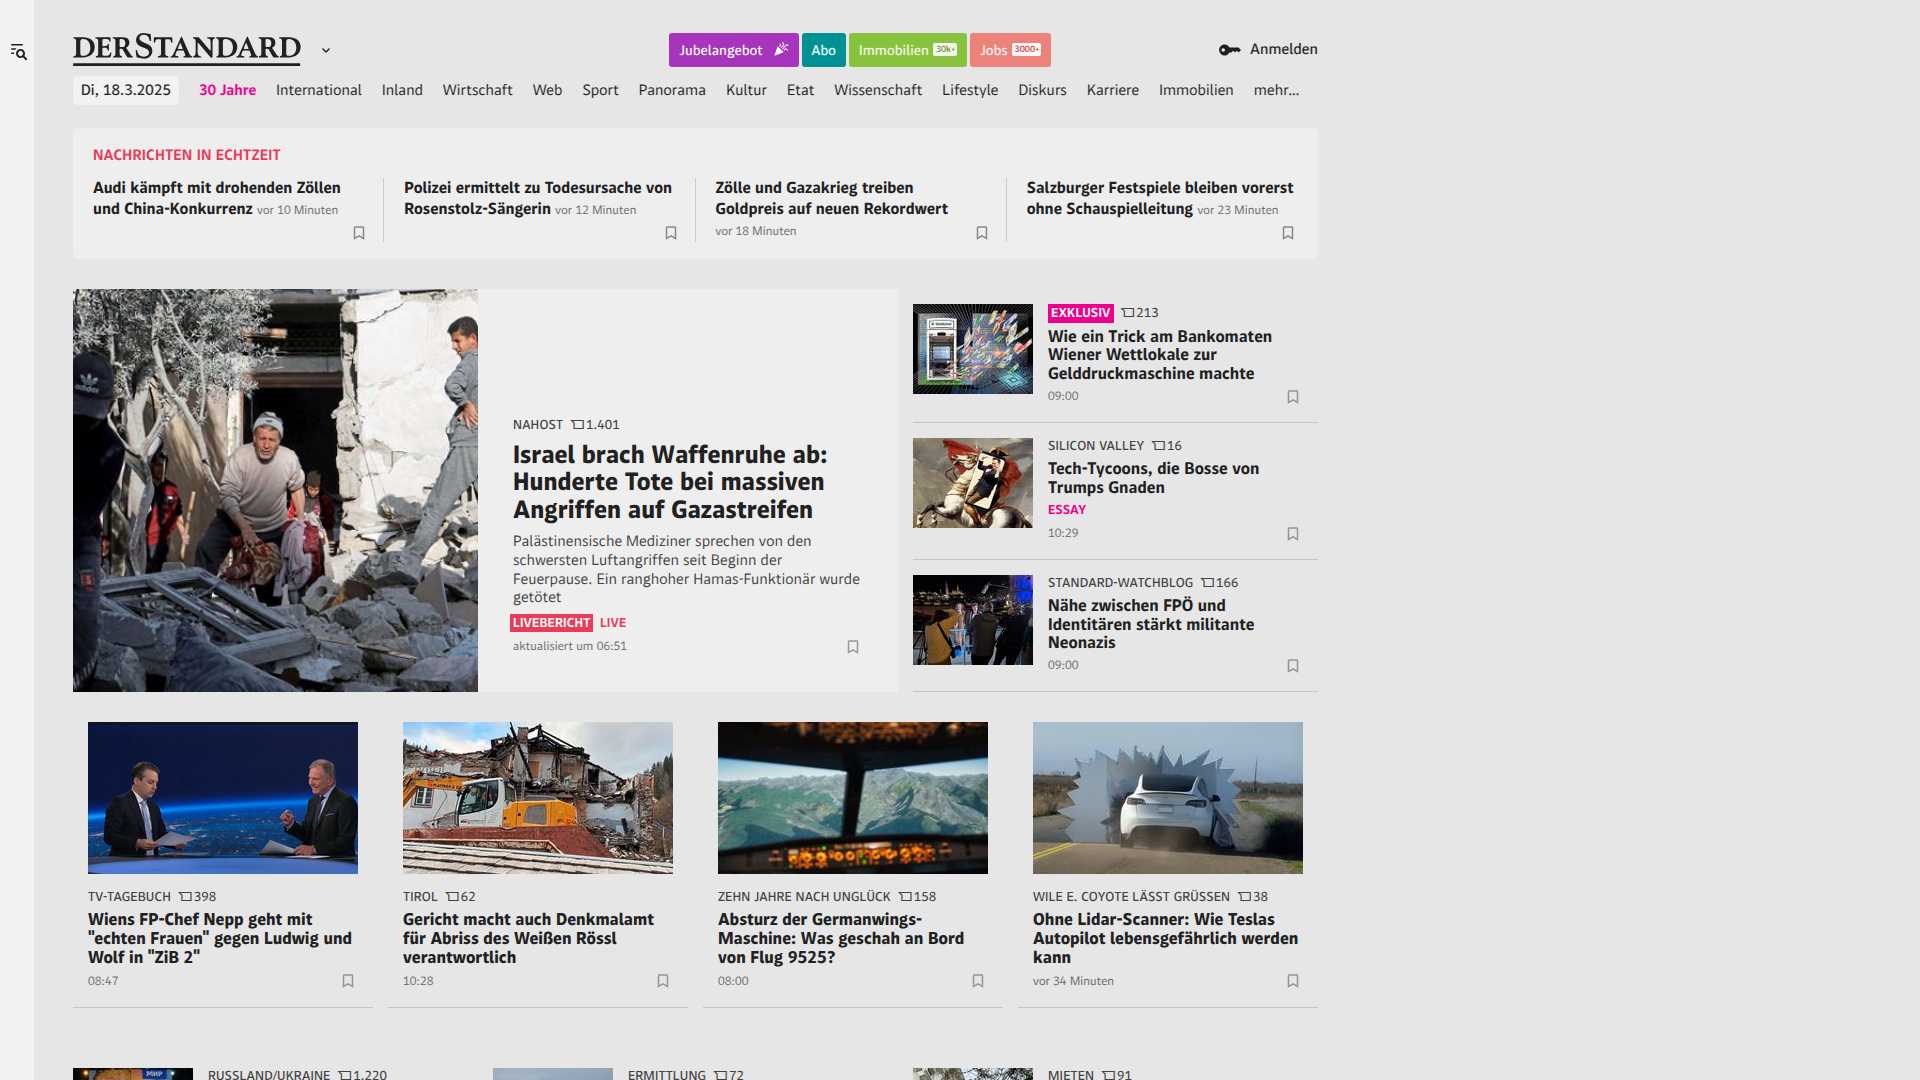 DERSTANDARD
Jubelangebot
Abo
Immobilien 30k+
Jobs 3000+
Anmelden
Di, 18.3.2025
30 Jahre
International
Inland
Wirtschaft
Web
Sport
Panorama
Kultur
Etat
Wissenschaft
Lifestyle
Diskurs
Karriere
Immobilien
mehr...
NACHRICHTEN IN ECHTZEIT
Audi kämpft mit drohenden Zöllen
und China-Konkurrenz vor 10 Minuten
Polizei ermittelt zu Todesursache von
Rosenstolz-Sängerin vor 12 Minuten
Zölle und Gazakrieg treiben
Goldpreis auf neuen Rekordwert
vor 18 Minuten
Salzburger Festspiele bleiben vorerst
ohne Schauspielleitung vor 23 Minuten
NAHOST 1.401
Israel brach Waffenruhe ab:
Hunderte Tote bei massiven
Angriffen auf Gazastreifen
Palästinensische Mediziner sprechen von den
schwersten Luftangriffen seit Beginn der
Feuerpause. Ein ranghoher Hamas-Funktionär wurde
getötet
LIVEBERICHT LIVE
aktualisiert um 06:51
EXKLUSIV 213
Wie ein Trick am Bankomaten
Wiener Wettlokale zur
Gelddruckmaschine machte
09:00
SILICON VALLEY 16
Tech-Tycoons, die Bosse von
Trumps Gnaden
ESSAY
10:29
STANDARD-WATCHBLOG 166
Nähe zwischen FPÖ und
Identitären stärkt militante
Neonazis
09:00
TV-TAGEBUCH 398
Wiens FP-Chef Nepp geht mit
"echten Frauen" gegen Ludwig und
Wolf in "ZiB 2"
08:47
TIROL 62
Gericht macht auch Denkmalamt
für Abriss des Weißen Rössl
verantwortlich
10:28
ZEHN JAHRE NACH UNGLÜCK 158
Absturz der Germanwings-
Maschine: Was geschah an Bord
von Flug 9525?
08:00
WILE E. COYOTE LÄSST GRÜSSEN 38
Ohne Lidar-Scanner: Wie Teslas
Autopilot lebensgefährlich werden
kann
vor 34 Minuten
RUSSLAND/UKRAINE 1.220
ERMITTLUNG 72
MIETEN 91